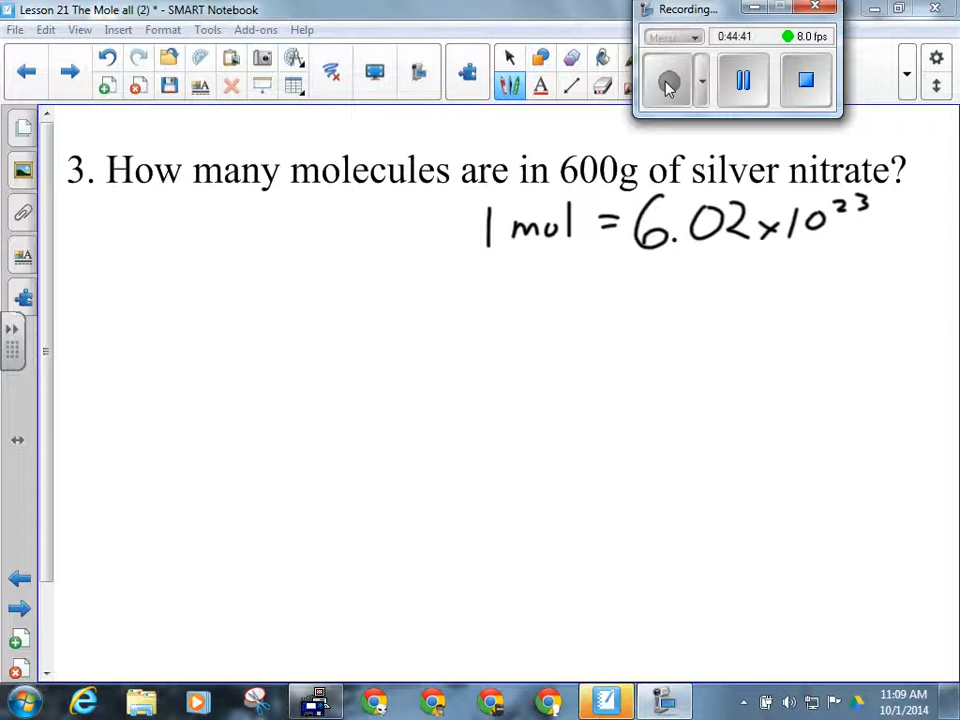 Lesson 21 The Mole all (2) * - SMART Notebook
Recording...
File Edit View Insert Format Tools Add-ons Help
Menu 0:44:41 8.0 fps
3. How many molecules are in 600g of silver nitrate?
1 mol = 6.02 x 10²³
11:09 AM
10/1/2014